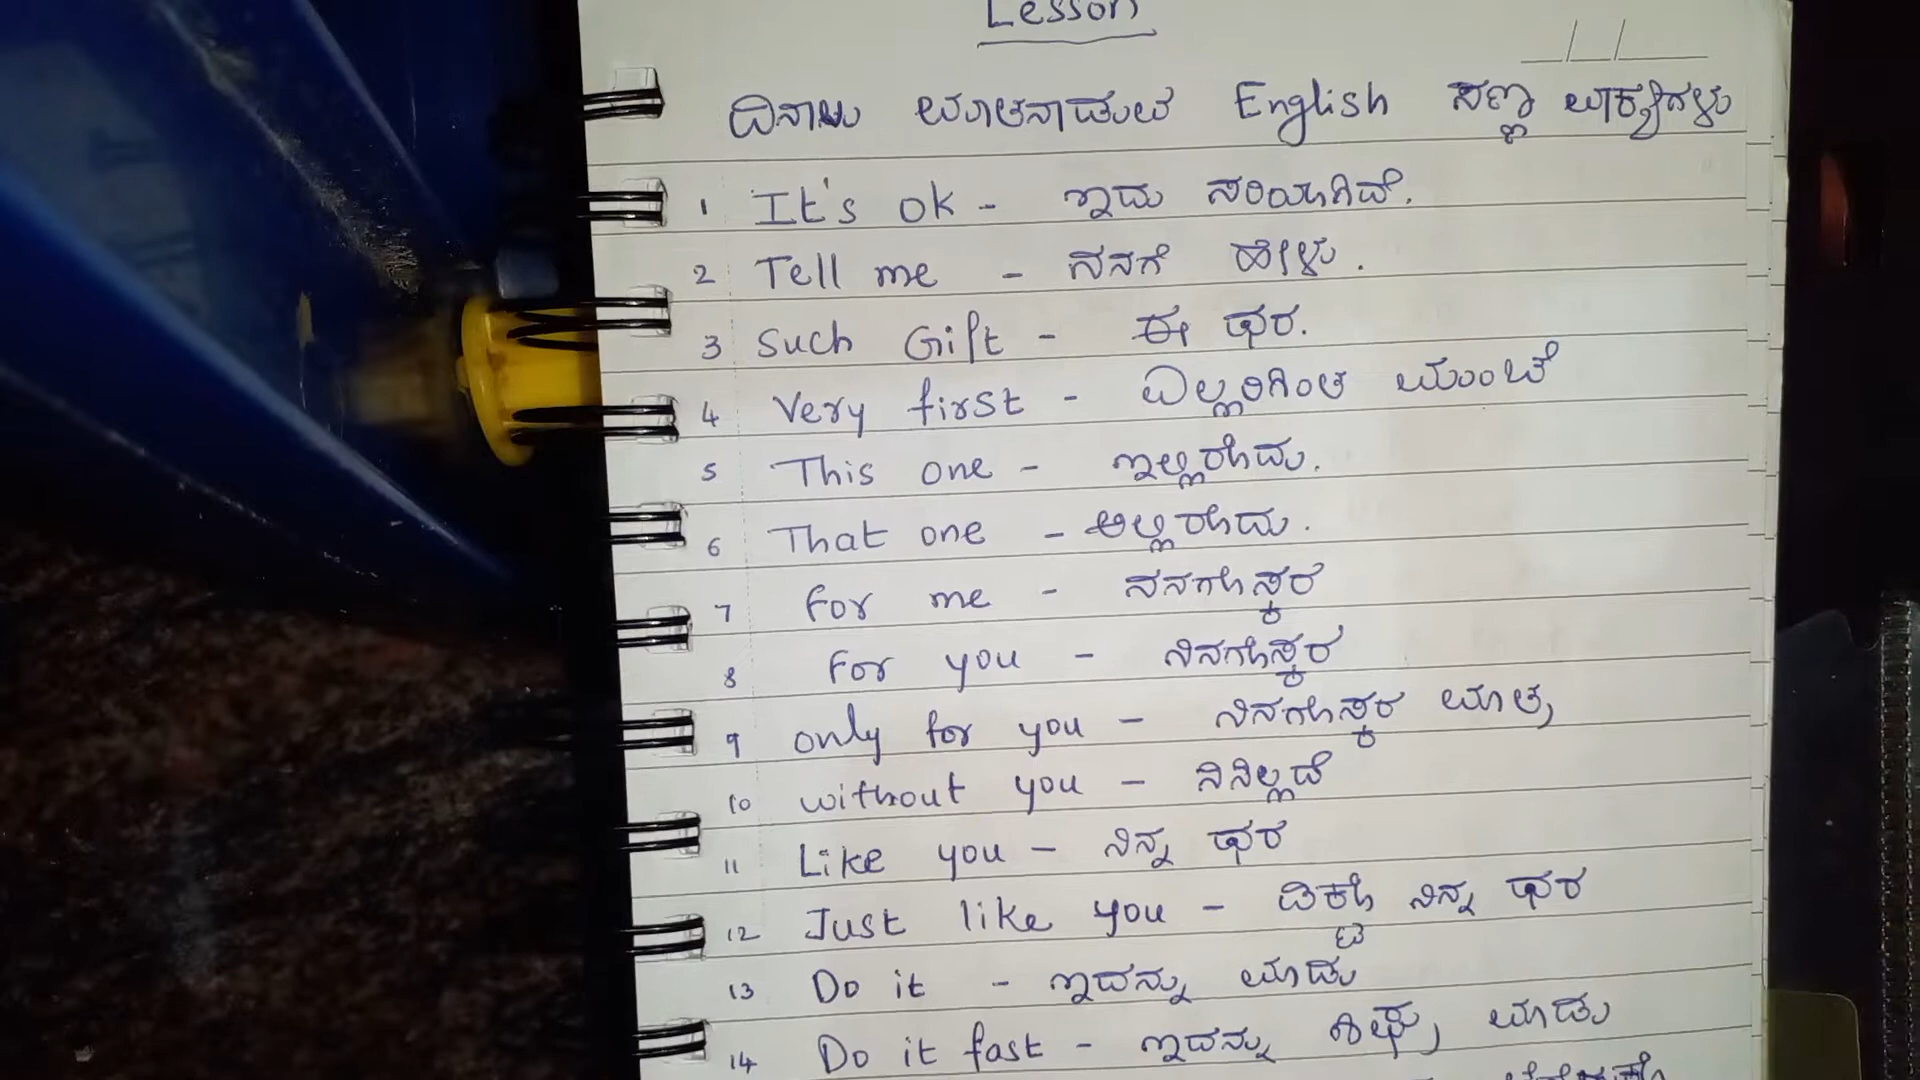 Lesson
ದಿನಾಲು ಮಾತನಾಡುವ English ಸಣ್ಣ ವಾಕ್ಯಗಳು
1 It's ok - ಇದು ಸರಿಯಾಗಿದೆ.
2 Tell me - ನನಗೆ ಹೇಳು.
3 Such Gift - ಈ ಥರ.
4 Very first - ಎಲ್ಲರಿಗಿಂತ ಮುಂಚೆ
5 This one - ಇಲ್ಲಿರೋದು.
6 That one - ಅಲ್ಲಿರೋದು.
7 For me - ನನಗೋಸ್ಕರ
8 For you - ನಿನಗೋಸ್ಕರ
9 only for you - ನಿನಗೋಸ್ಕರ ಮಾತ್ರ
10 without you - ನಿನಿಲ್ಲದೆ
11 Like you - ನಿನ್ನ ಥರ
12 Just like you - ನಿನ್ನ ಥರ
13 Do it - ಇದನ್ನು ಮಾಡು
14 Do it fast - ಇದನ್ನು ಶೀಘ್ರ ಮಾಡು